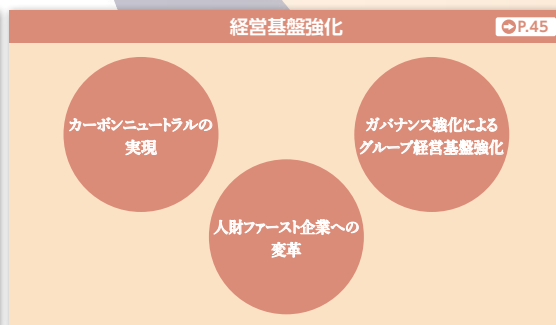 経営基盤強化
P.45
カーボンニュートラルの
実現
ガバナンス強化による
グループ経営基盤強化
人財ファースト企業への
変革